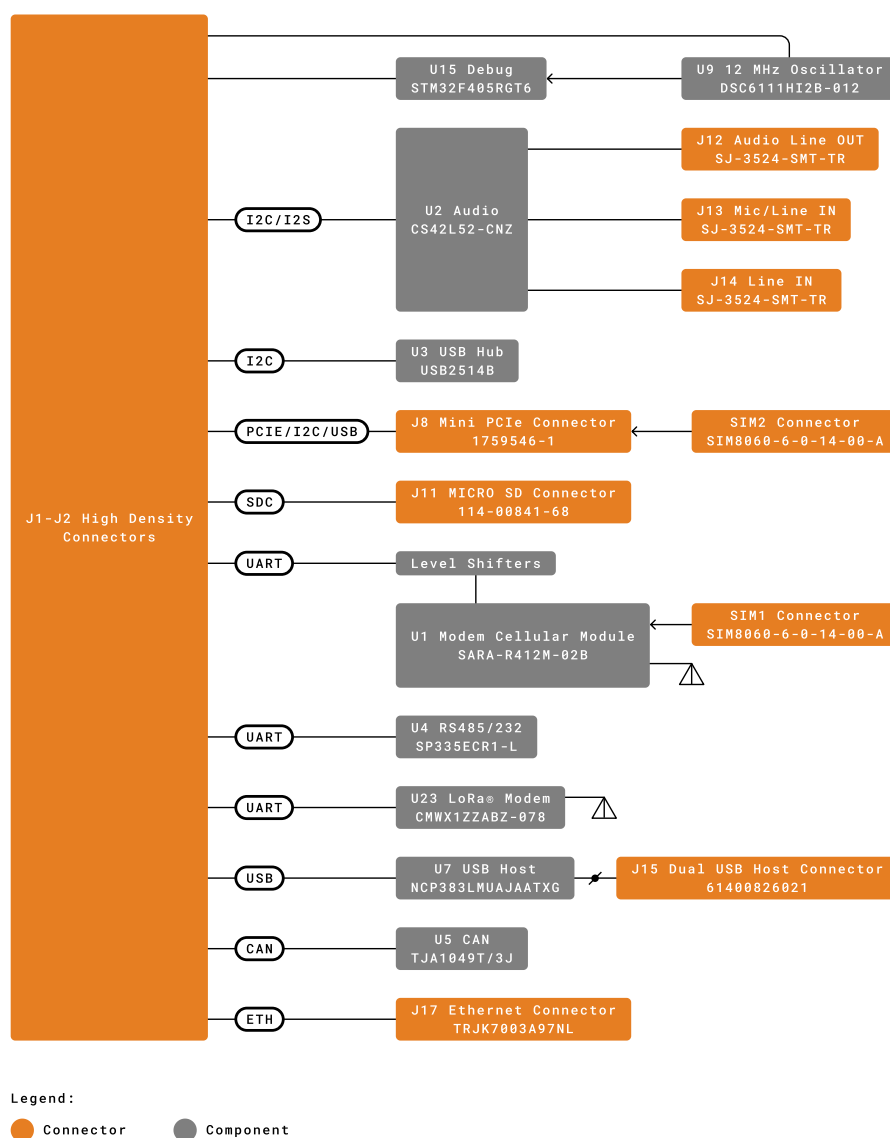 U15 Debug
STM32F405RGT6
U9 12 MHz Oscillator
DSC6111HI2B-012
J12 Audio Line OUT
SJ-3524-SMT-TR
I2C/I2S
U2 Audio
CS42L52-CNZ
J13 Mic/Line IN
SJ-3524-SMT-TR
J14 Line IN
SJ-3524-SMT-TR
I2C
U3 USB Hub
USB2514B
PCIE/I2C/USB
J8 Mini PCIe Connector
1759546-1
SIM2 Connector
SIM8060-6-0-14-00-A
SDC
J11 MICRO SD Connector
114-00841-68
J1-J2 High Density
Connectors
UART
Level Shifters
U1 Modem Cellular Module
SARA-R412M-02B
SIM1 Connector
SIM8060-6-0-14-00-A
UART
U4 RS485/232
SP335ECR1-L
UART
U23 LoRa® Modem
CMWX1ZZABZ-078
USB
U7 USB Host
NCP383LMUAJAATXG
J15 Dual USB Host Connector
61400826021
CAN
U5 CAN
TJA1049T/3J
ETH
J17 Ethernet Connector
TRJK7003A97NL
Legend:
Connector
Component